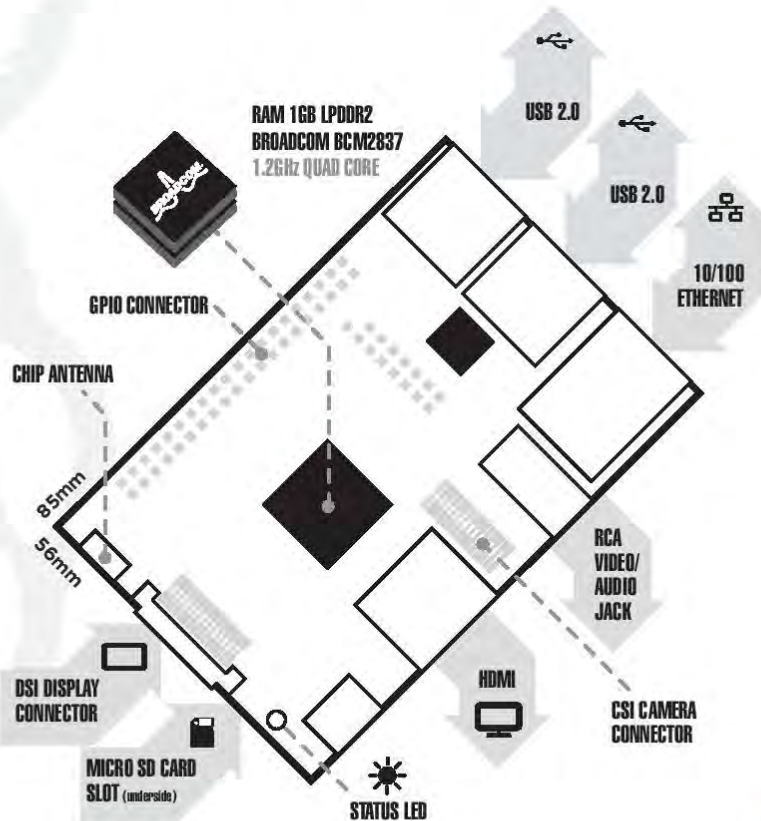 USB 2.0
RAM 1GB LPDDR2
BROADCOM BCM2837
1.2GHz QUAD CORE
BROADCOM
USB 2.0
10/100
ETHERNET
GPIO CONNECTOR
CHIP ANTENNA
85mm
56mm
RCA
VIDEO/
AUDIO
JACK
DSI DISPLAY
CONNECTOR
HDMI
CSI CAMERA
CONNECTOR
MICRO SD CARD
SLOT (underside)
STATUS LED